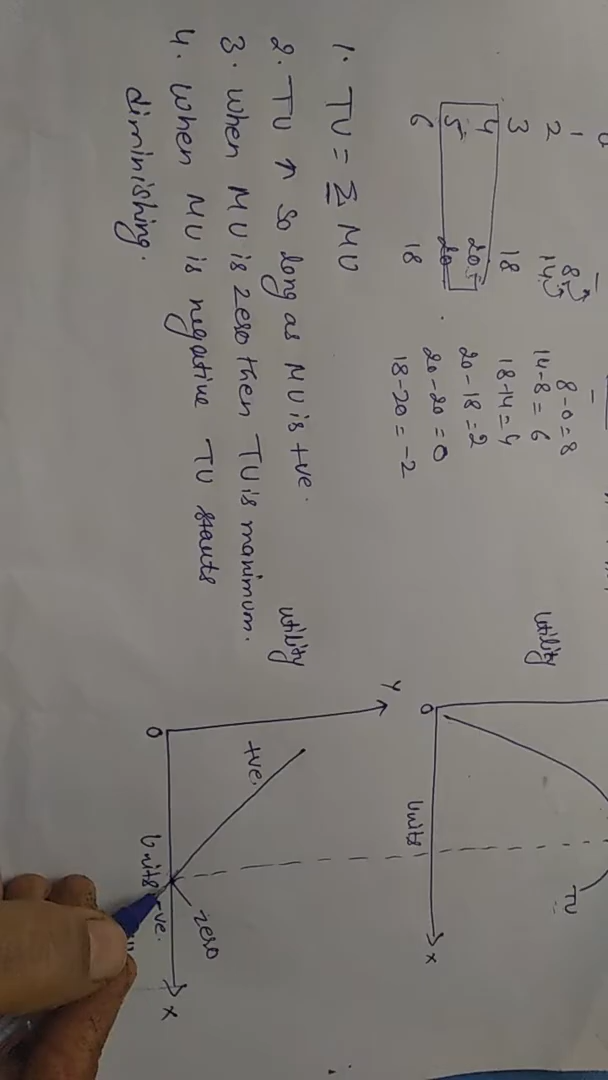 1 8 8-0=8
2 14 14-8=6
3 18 18-14=4
4 20 20-18=2
5 20 20-20=0
6 18 18-20=-2
1. TU = Σ MU
2. TU ↑ so long as MU is +ve.
3. when MU is zero then TU is maximum.
4. when MU is negative TU starts
diminishing.
utility
TU
O
Units
X
utility
Y
+ve.
zero
O
Units
-ve.
X